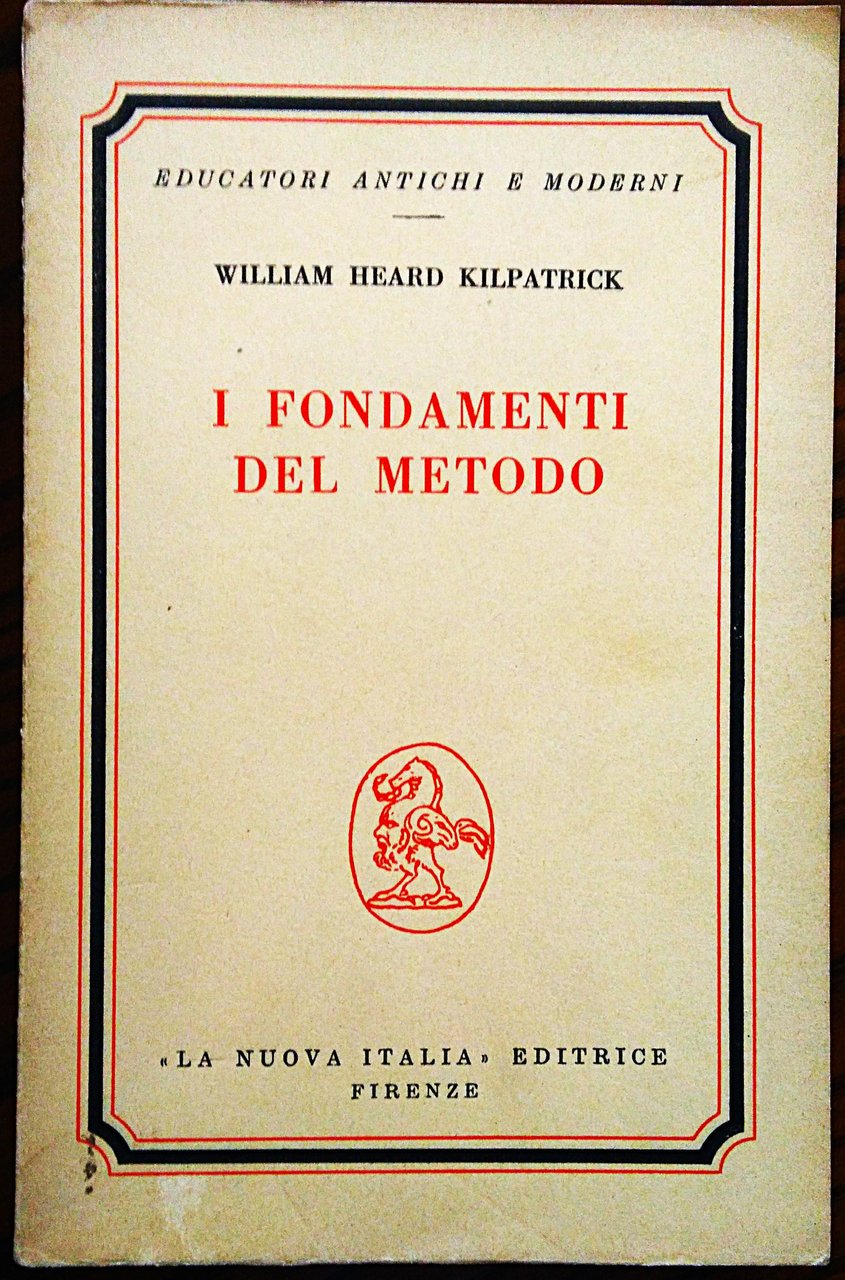 EDUCATORI ANTICHI E MODERNI
WILLIAM HEARD KILPATRICK
I FONDAMENTI
DEL METODO
«LA NUOVA ITALIA» EDITRICE
FIRENZE